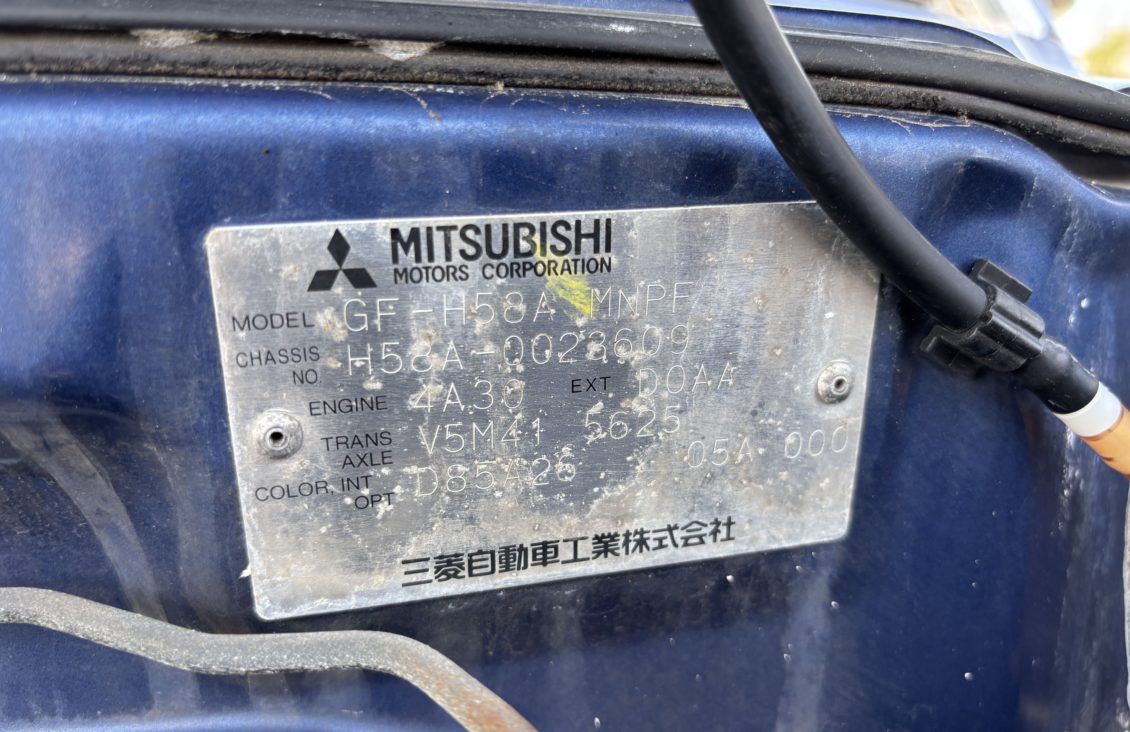 MITSUBISHI
MOTORS CORPORATION
MODEL GF-H58A MNPF
CHASSIS NO. H58A-0023609
ENGINE 4A30 EXT D0AA
TRANS AXLE V5M41 5625
COLOR, INT OPT D85A26 05A 000
三菱自動車工業株式会社